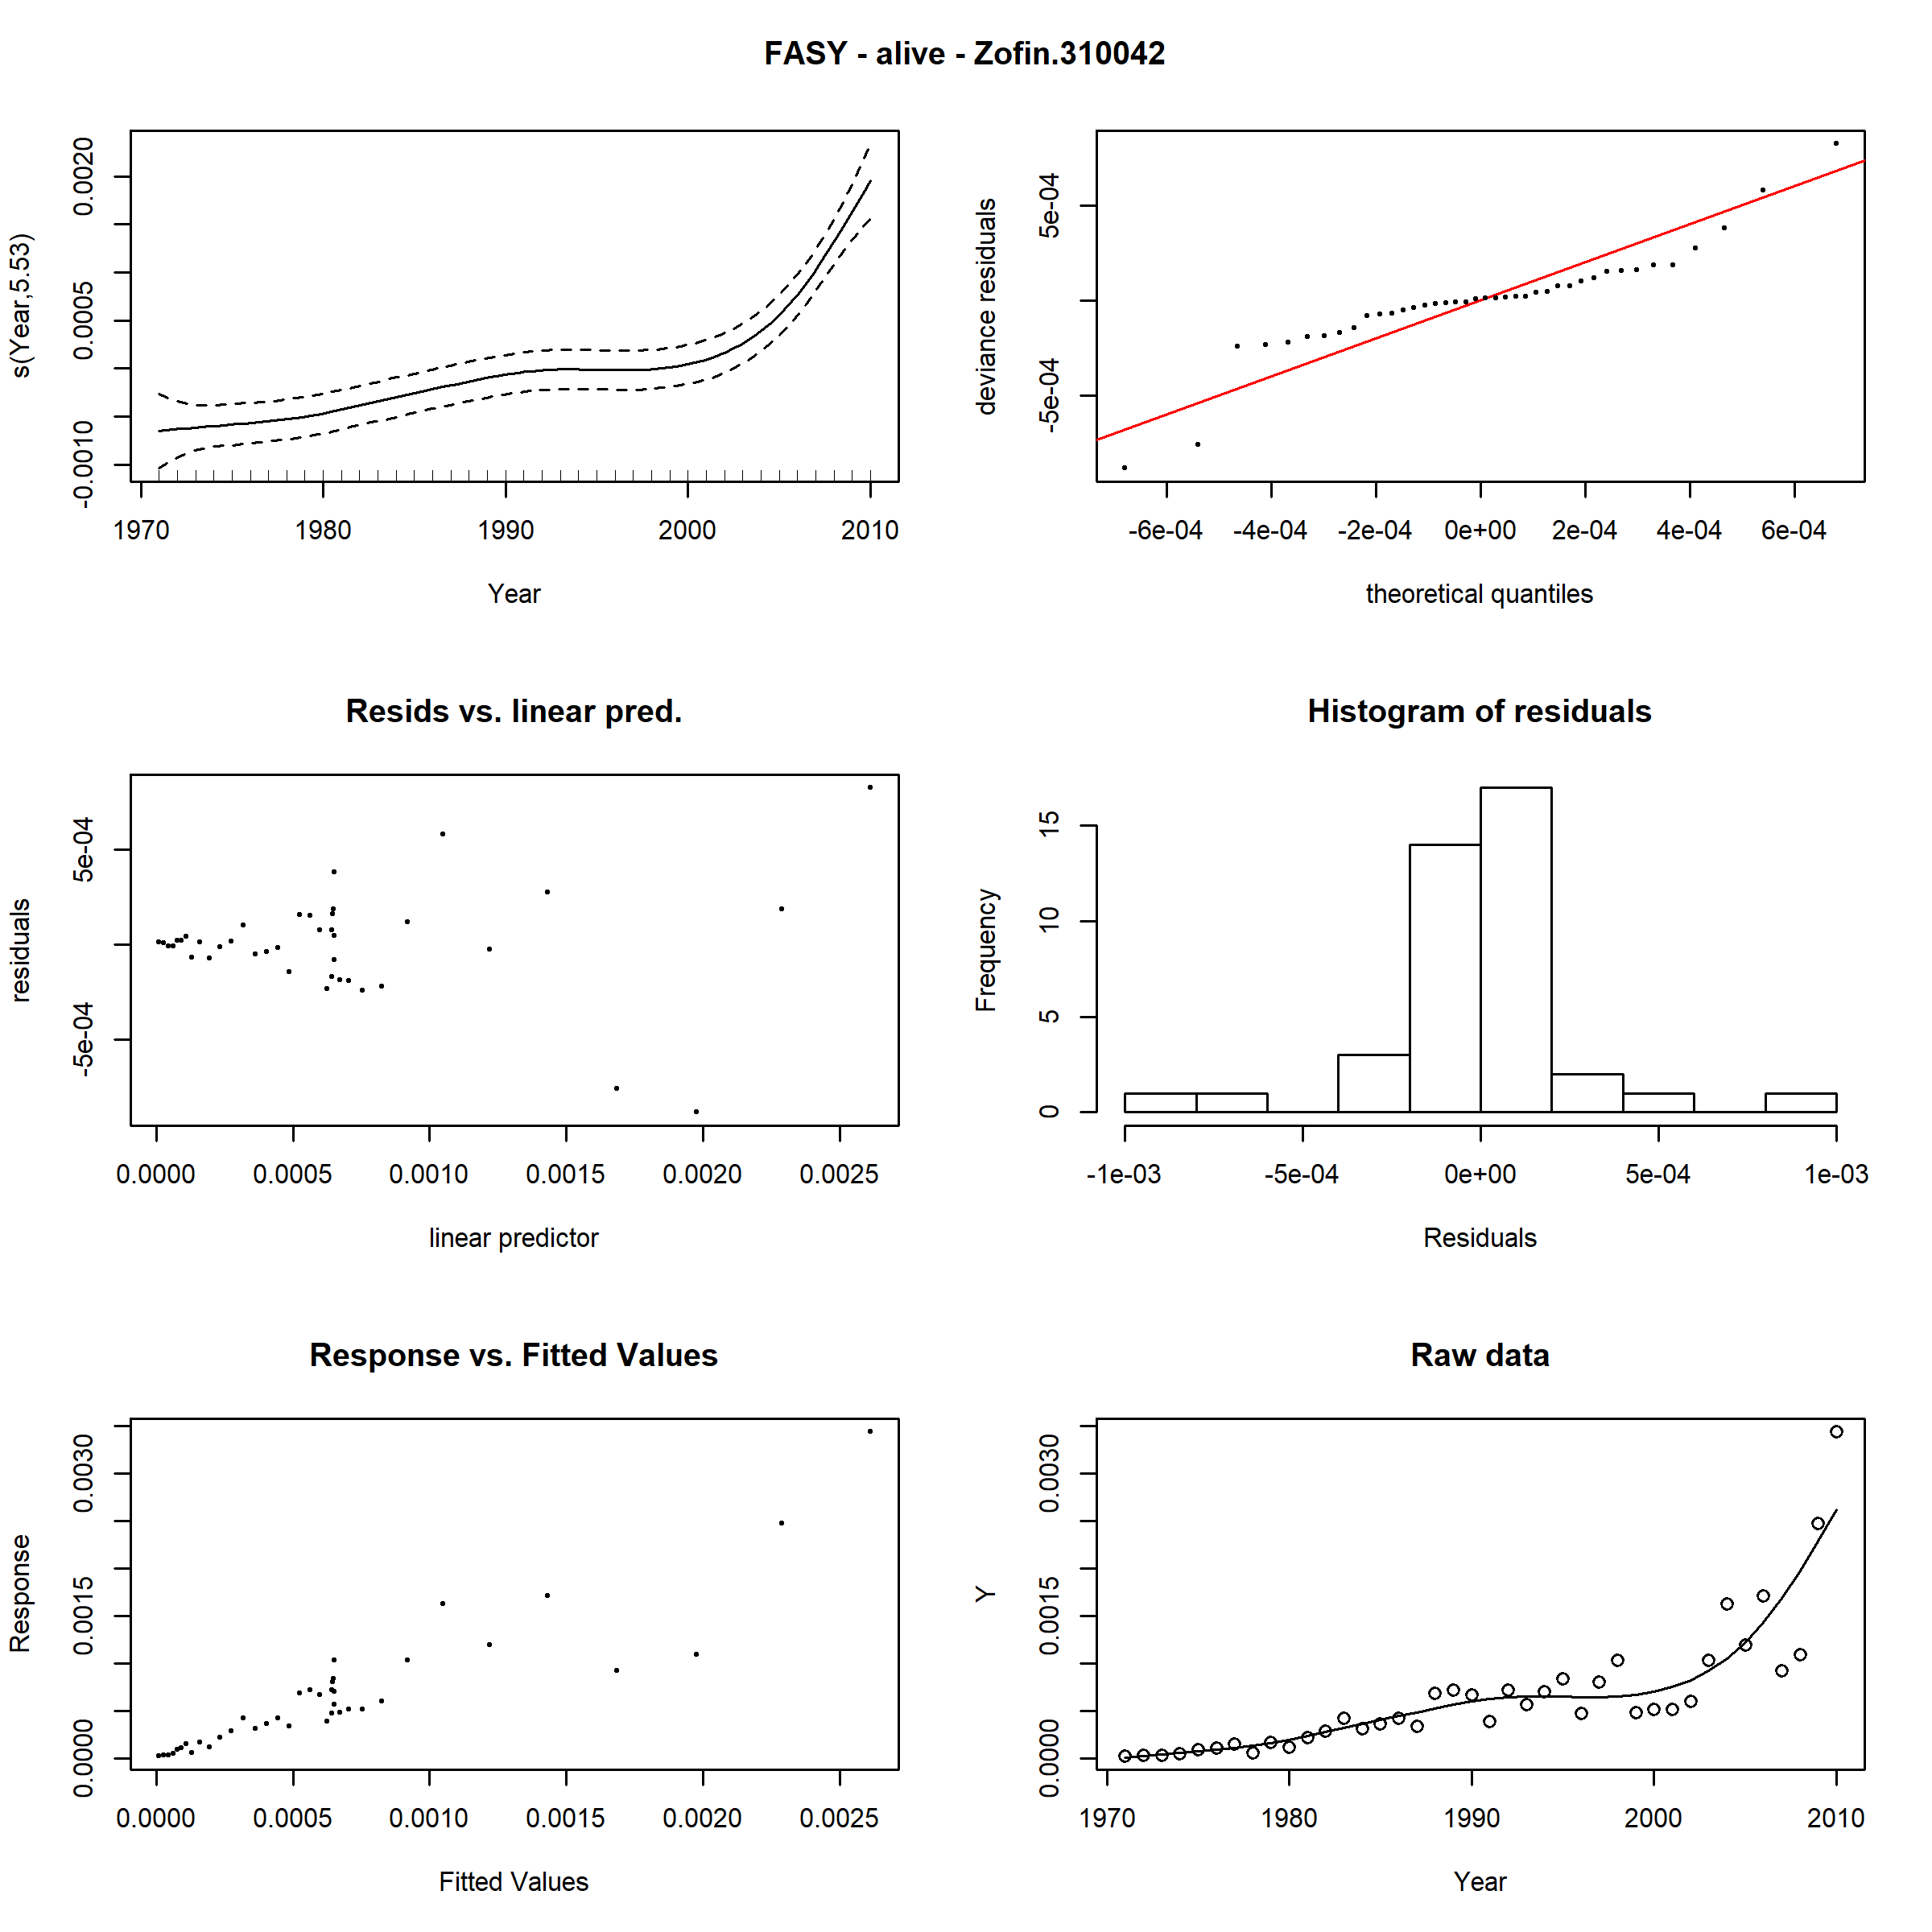 FASY - alive - Zofin.310042
s(Year,5.53)
0.0020
0.0005
-0.0010
1970 1980 1990 2000 2010
Year
deviance residuals
5e-04
-5e-04
-6e-04 -4e-04 -2e-04 0e+00 2e-04 4e-04 6e-04
theoretical quantiles
Resids vs. linear pred.
residuals
5e-04
-5e-04
0.0000 0.0005 0.0010 0.0015 0.0020 0.0025
linear predictor
Histogram of residuals
Frequency
15
10
5
0
-1e-03 -5e-04 0e+00 5e-04 1e-03
Residuals
Response vs. Fitted Values
Response
0.0030
0.0015
0.0000
0.0000 0.0005 0.0010 0.0015 0.0020 0.0025
Fitted Values
Raw data
Y
0.0030
0.0015
0.0000
1970 1980 1990 2000 2010
Year